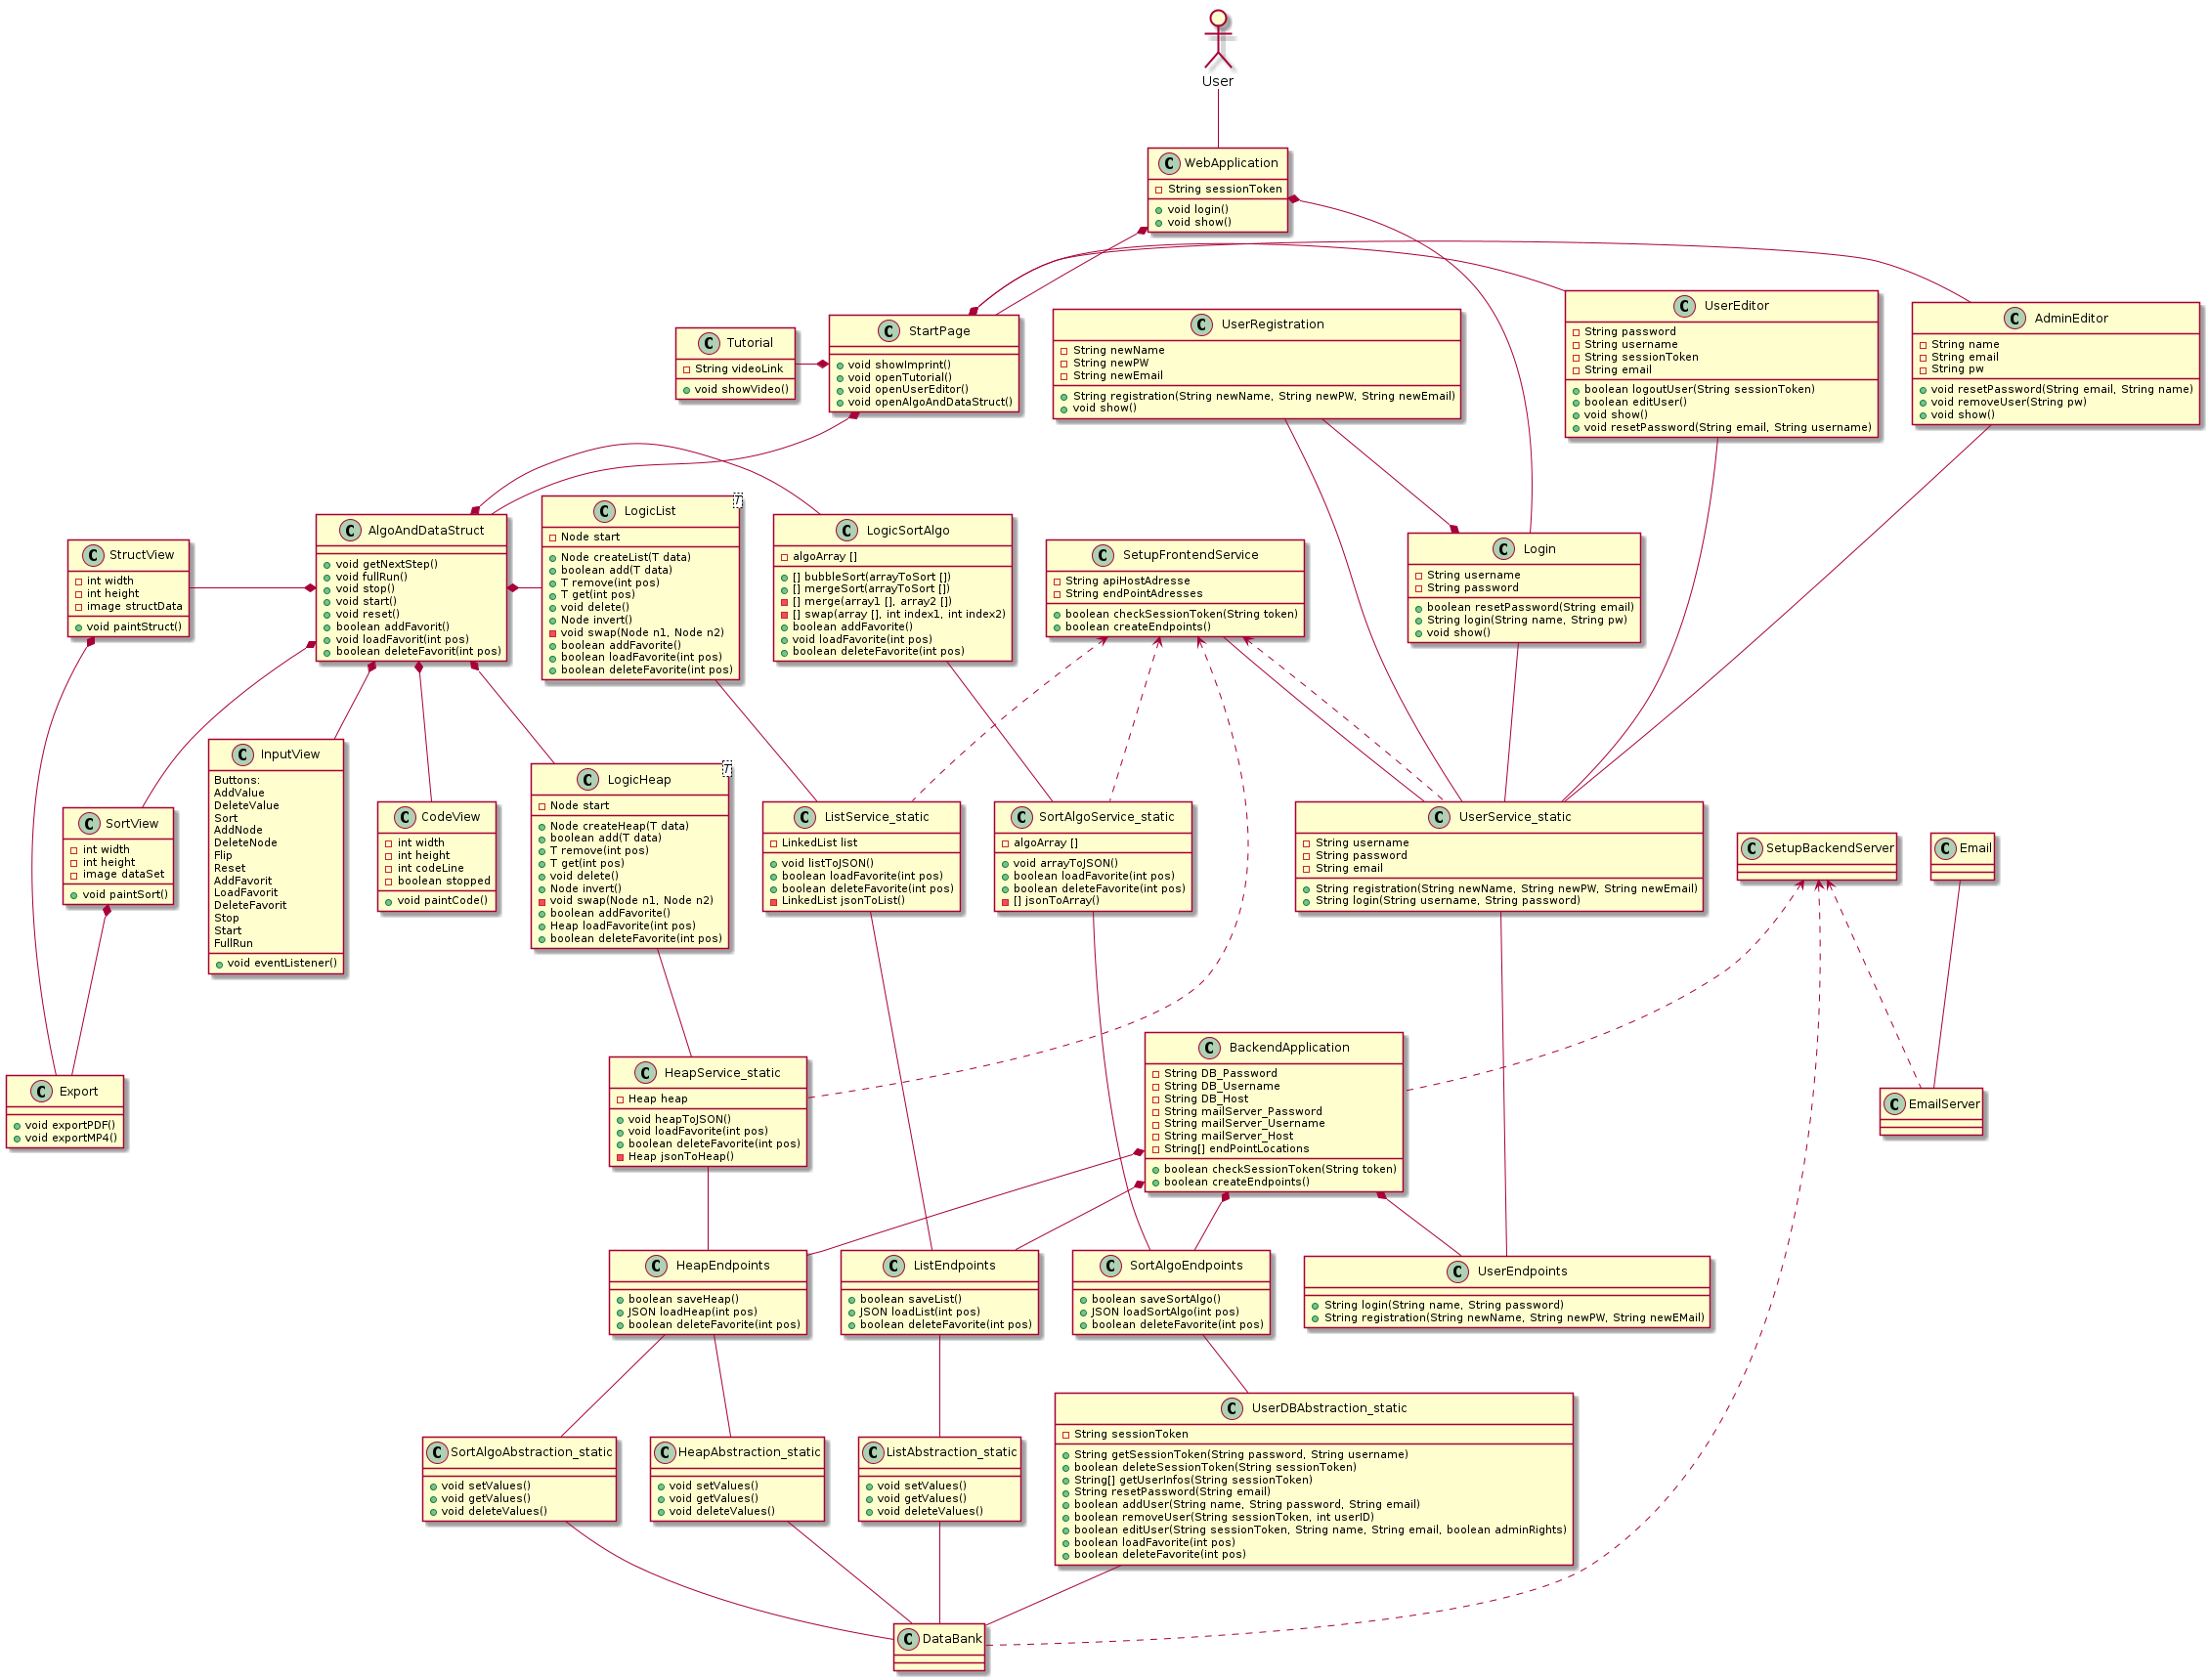 User
C WebApplication
String sessionToken
void login()
void show()
C StartPage
void showImprint()
void openTutorial()
void openUserEditor()
void openAlgoAndDataStruct()
C Tutorial
String videoLink
void showVideo()
C UserRegistration
String newName
String newPW
String newEmail
String registration(String newName, String newPW, String newEmail)
void show()
C UserEditor
String password
String username
String sessionToken
String email
boolean logoutUser(String sessionToken)
boolean editUser()
void show()
void resetPassword(String email, String username)
C AdminEditor
String name
String email
String pw
void resetPassword(String email, String name)
void removeUser(String pw)
void show()
C StructView
int width
int height
image structData
void paintStruct()
C AlgoAndDataStruct
void getNextStep()
void fullRun()
void stop()
void start()
void reset()
boolean addFavorit()
void loadFavorit(int pos)
boolean deleteFavorit(int pos)
C LogicList
T
Node start
Node createList(T data)
boolean add(T data)
T remove(int pos)
T get(int pos)
void delete()
Node invert()
void swap(Node n1, Node n2)
boolean addFavorite()
boolean loadFavorite(int pos)
boolean deleteFavorite(int pos)
C LogicSortAlgo
algoArray []
[] bubbleSort(arrayToSort [])
[] mergeSort(arrayToSort [])
[] merge(array1 [], array2 [])
[] swap(array [], int index1, int index2)
boolean addFavorite()
void loadFavorite(int pos)
boolean deleteFavorite(int pos)
C SetupFrontendService
String apiHostAdresse
String endPointAdresses
boolean checkSessionToken(String token)
boolean createEndpoints()
C Login
String username
String password
boolean resetPassword(String email)
String login(String name, String pw)
void show()
C SortView
int width
int height
image dataSet
void paintSort()
C InputView
Buttons:
AddValue
DeleteValue
Sort
AddNode
DeleteNode
Flip
Reset
AddFavorit
LoadFavorit
DeleteFavorit
Stop
Start
FullRun
void eventListener()
C CodeView
int width
int height
int codeLine
boolean stopped
void paintCode()
C LogicHeap
T
Node start
Node createHeap(T data)
boolean add(T data)
T remove(int pos)
T get(int pos)
void delete()
Node invert()
void swap(Node n1, Node n2)
boolean addFavorite()
Heap loadFavorite(int pos)
boolean deleteFavorite(int pos)
C ListService_static
LinkedList list
void listToJSON()
boolean loadFavorite(int pos)
boolean deleteFavorite(int pos)
LinkedList jsonToList()
C SortAlgoService_static
algoArray []
void arrayToJSON()
boolean loadFavorite(int pos)
boolean deleteFavorite(int pos)
[] jsonToArray()
C UserService_static
String username
String password
String email
String registration(String newName, String newPW, String newEmail)
String login(String username, String password)
C SetupBackendServer
C Email
C Export
void exportPDF()
void exportMP4()
C HeapService_static
Heap heap
void heapToJSON()
void loadFavorite(int pos)
boolean deleteFavorite(int pos)
Heap jsonToHeap()
C BackendApplication
String DB_Password
String DB_Username
String DB_Host
String mailServer_Password
String mailServer_Username
String mailServer_Host
String[] endPointLocations
boolean checkSessionToken(String token)
boolean createEndpoints()
C EmailServer
C HeapEndpoints
boolean saveHeap()
JSON loadHeap(int pos)
boolean deleteFavorite(int pos)
C ListEndpoints
boolean saveList()
JSON loadList(int pos)
boolean deleteFavorite(int pos)
C SortAlgoEndpoints
boolean saveSortAlgo()
JSON loadSortAlgo(int pos)
boolean deleteFavorite(int pos)
C UserEndpoints
String login(String name, String password)
String registration(String newName, String newPW, String newEMail)
C SortAlgoAbstraction_static
void setValues()
void getValues()
void deleteValues()
C HeapAbstraction_static
void setValues()
void getValues()
void deleteValues()
C ListAbstraction_static
void setValues()
void getValues()
void deleteValues()
C UserDBAbstraction_static
String sessionToken
String getSessionToken(String password, String username)
boolean deleteSessionToken(String sessionToken)
String[] getUserInfos(String sessionToken)
String resetPassword(String email)
boolean addUser(String name, String password, String email)
boolean removeUser(String sessionToken, int userID)
boolean editUser(String sessionToken, String name, String email, boolean adminRights)
boolean loadFavorite(int pos)
boolean deleteFavorite(int pos)
C DataBank